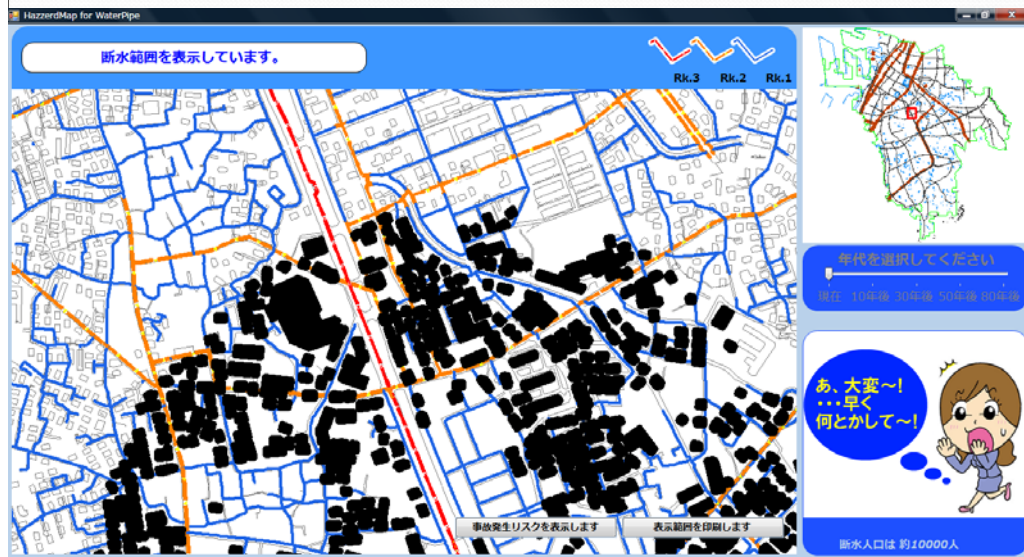 HazzerdMap for WaterPipe
断水範囲を表示しています。
Rk.3 Rk.2 Rk.1
年代を選択してください
現在 10年後 30年後 50年後 80年後
あ、大変~!
・・・早く
何とかして~!
事故発生リスクを表示します
表示範囲を印刷します
断水人口は 約10000人